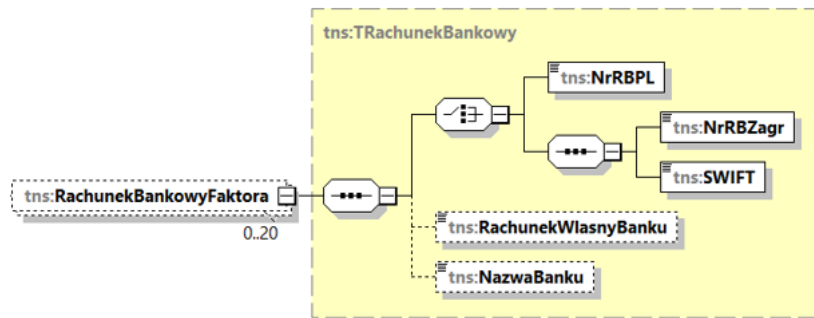 tns:TRachunekBankowy
tns:NrRBPL
tns:NrRBZagr
tns:SWIFT
tns:RachunekBankowyFaktora
0..20
tns:RachunekWlasnyBanku
tns:NazwaBanku